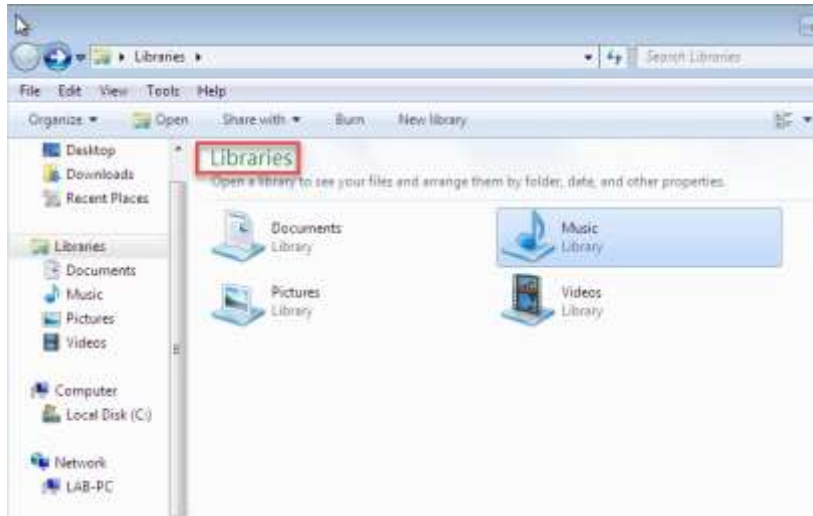 Libraries
Search Libraries
File Edit View Tools Help
Organize Open Share with Burn New library
Desktop
Downloads
Recent Places
Libraries
Documents
Music
Pictures
Videos
Computer
Local Disk (C:)
Network
LAB-PC
Libraries
Open a library to see your files and arrange them by folder, date, and other properties.
Documents
Library
Music
Library
Pictures
Library
Videos
Library